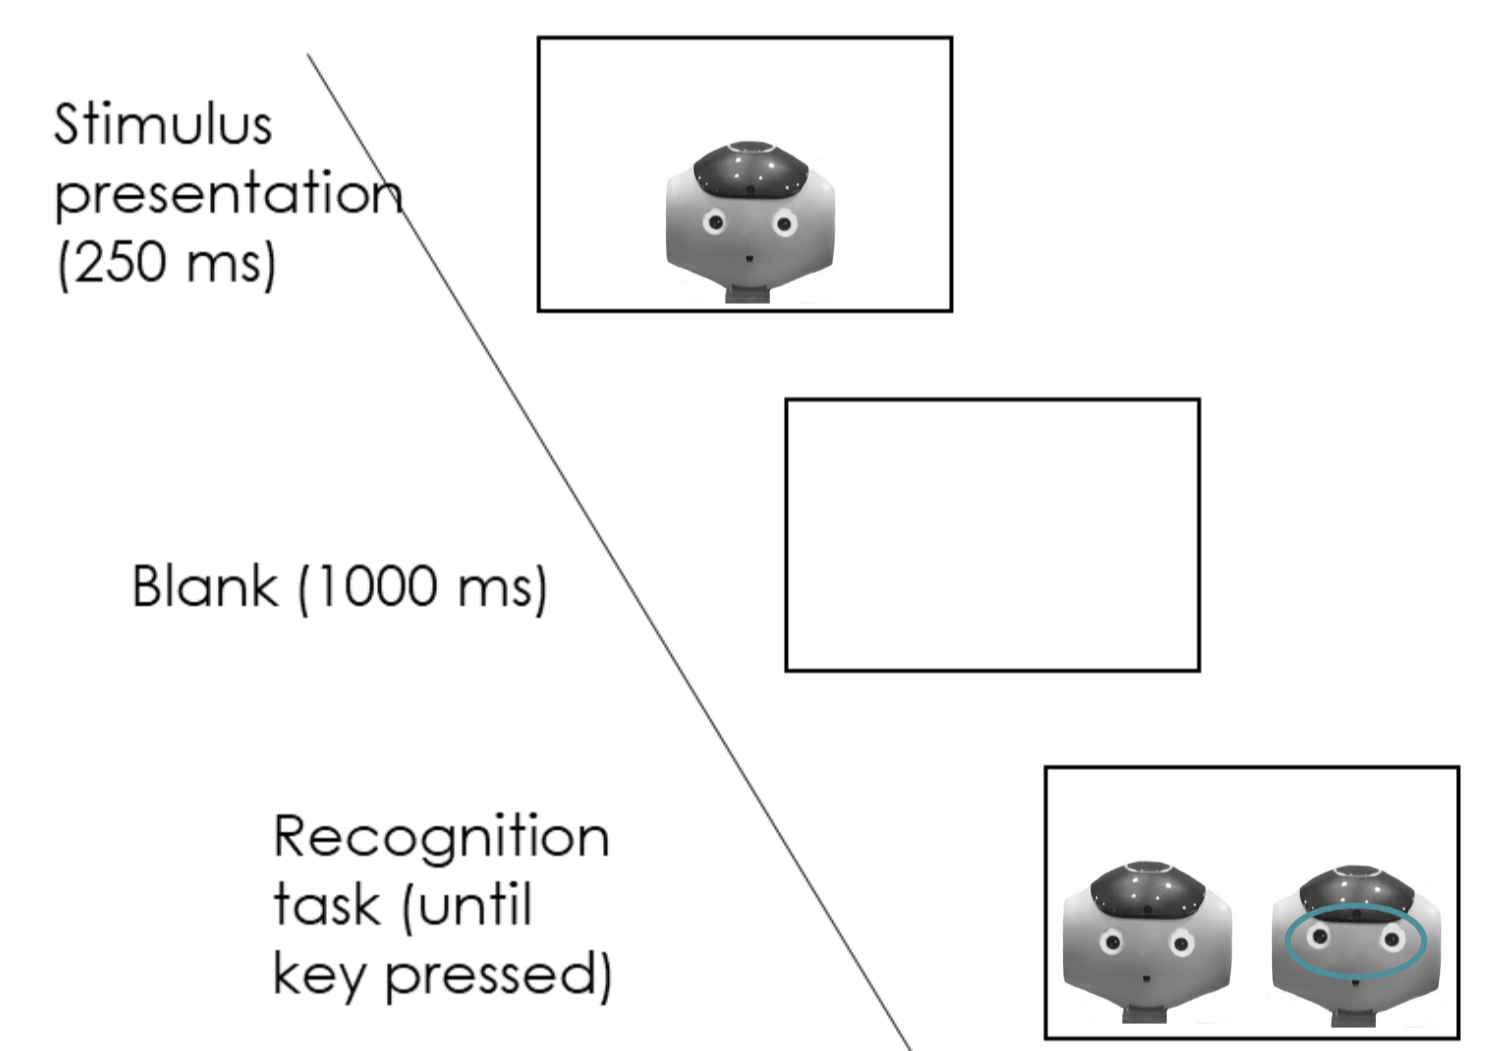 Stimulus
presentation
(250 ms)
Blank (1000 ms)
Recognition
task (until
key pressed)